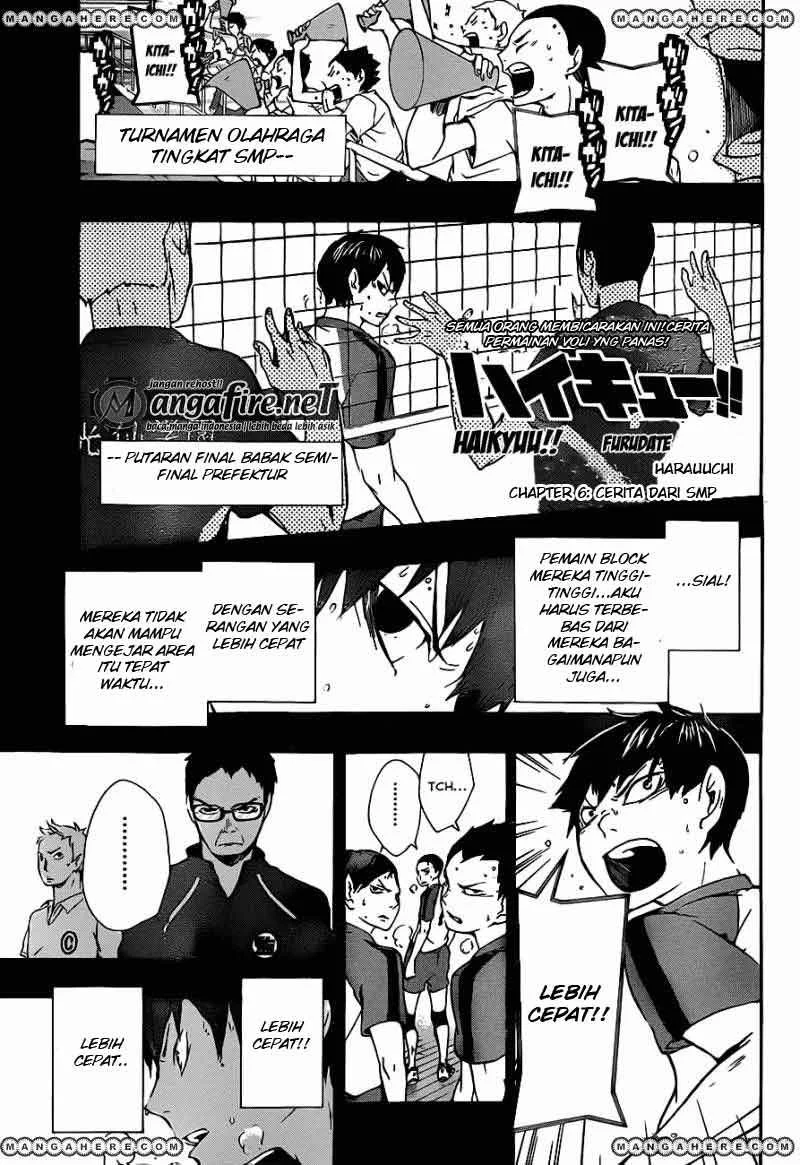 MANGAHERE.COM
MANGAHERE.COM
KITA-
ICHI!!
KITA-
ICHI!!
KITA-
ICHI!!
KITA-
ICHI!!
TURNAMEN OLAHRAGA
TINGKAT SMP--
SEMUA ORANG MEMBICARAKAN INI! CERITA
PERMAINAN VOLI YNG PANAS!
ハイキュー!!
HAIKYUU!!
FURUDATE
HARUUUCHI
CHAPTER 6: CERITA DARI SMP
jangan rehost!!
Mangafire.neT
baca manga indonesia | lebih beda lebih asik
-- PUTARAN FINAL BABAK SEMI-
FINAL PREFEKTUR
...SIAL!
PEMAIN BLOCK
MEREKA TINGGI-
TINGGI...AKU
HARUS TERBE-
BAS DARI
MEREKA BA-
GAIMANAPUN
JUGA...
DENGAN SE-
RANGAN YANG
LEBIH CEPAT
MEREKA TIDAK
AKAN MAMPU
MENGEJAR AREA
ITU TEPAT
WAKTU...
LEBIH
CEPAT!!
TCH...
........
........
C
LEBIH
CEPAT!!
LEBIH
CEPAT..
MANGAHERE.COM
MANGAHERE.COM